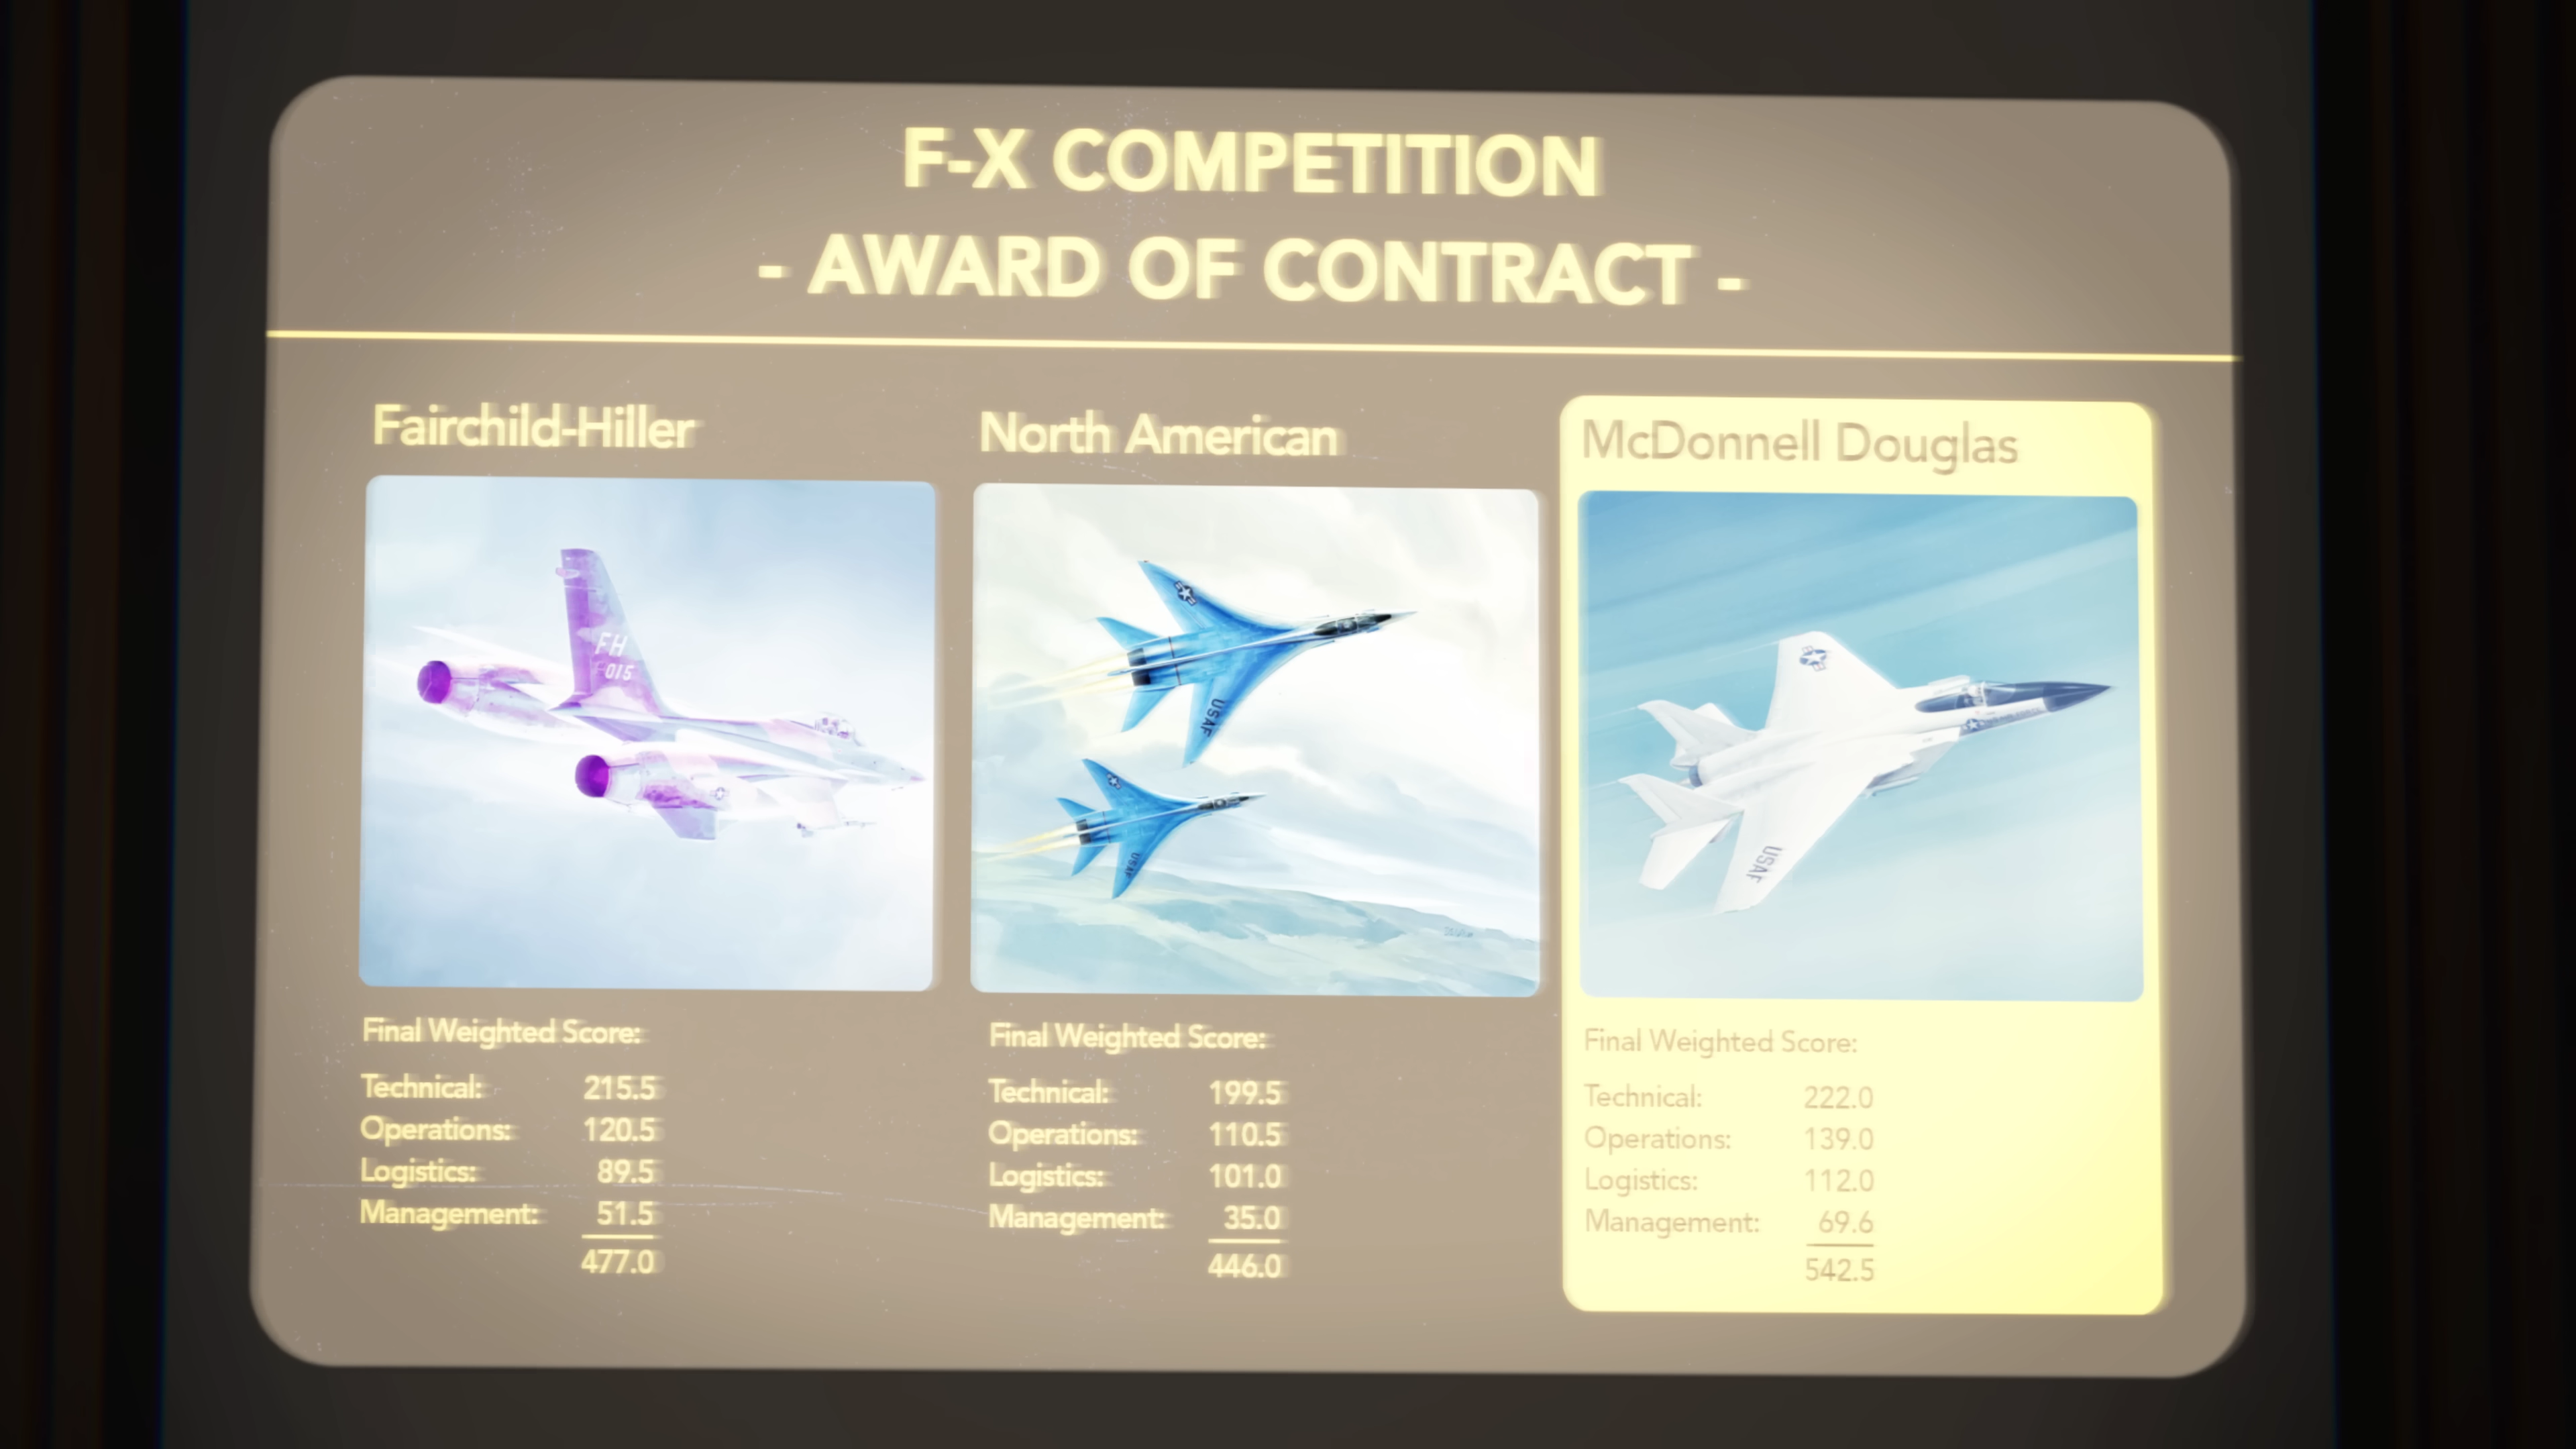 F-X COMPETITION
- AWARD OF CONTRACT -
Fairchild-Hiller
FH
015
Final Weighted Score:
Technical: 215.5
Operations: 120.5
Logistics: 89.5
Management: 51.5
477.0
North American
USAF
USAF
Final Weighted Score:
Technical: 199.5
Operations: 110.5
Logistics: 101.0
Management: 35.0
446.0
McDonnell Douglas
USAF
Final Weighted Score:
Technical: 222.0
Operations: 139.0
Logistics: 112.0
Management: 69.6
542.5